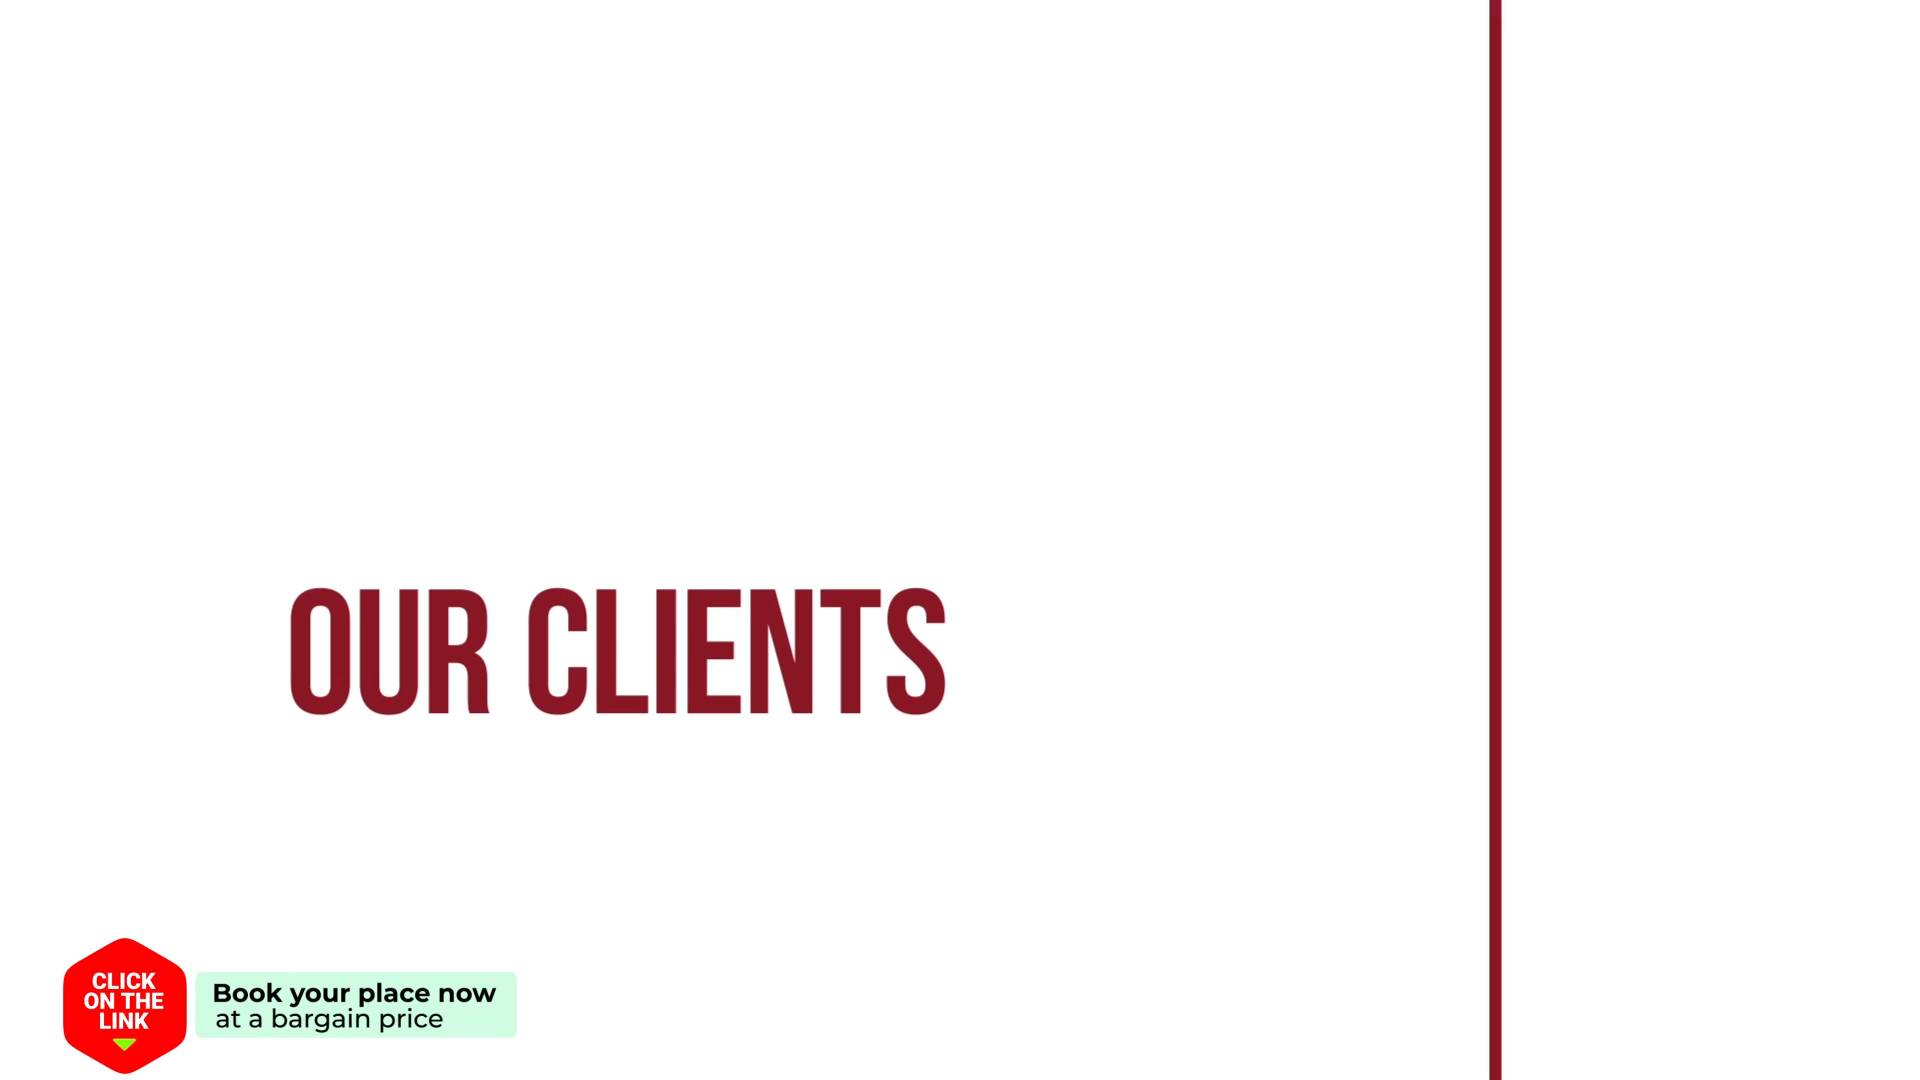 OUR CLIENTS
CLICK
ON THE
LINK
Book your place now
at a bargain price